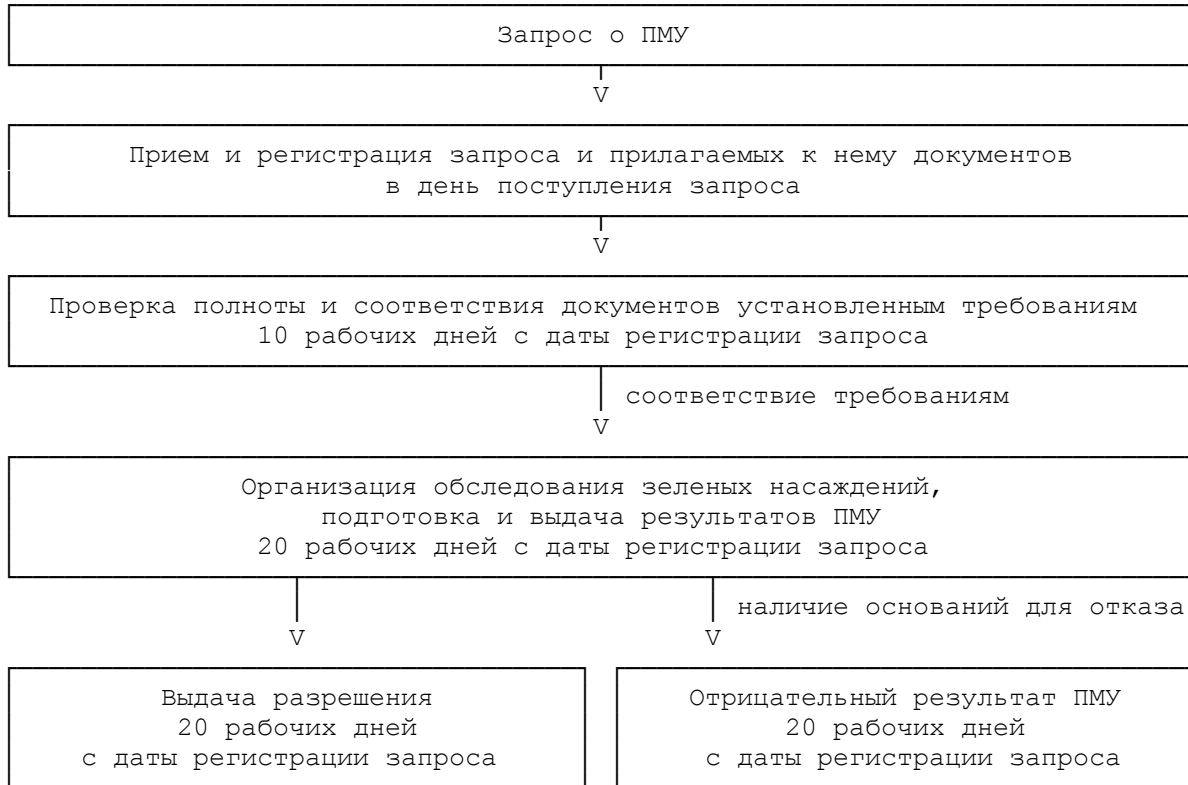 Запрос о ПМУ
V
Прием и регистрация запроса и прилагаемых к нему документов
в день поступления запроса
V
Проверка полноты и соответствия документов установленным требованиям
10 рабочих дней с даты регистрации запроса
соответствие требованиям
V
Организация обследования зеленых насаждений,
подготовка и выдача результатов ПМУ
20 рабочих дней с даты регистрации запроса
наличие оснований для отказа
V V
Выдача разрешения
20 рабочих дней
с даты регистрации запроса
Отрицательный результат ПМУ
20 рабочих дней
с даты регистрации запроса